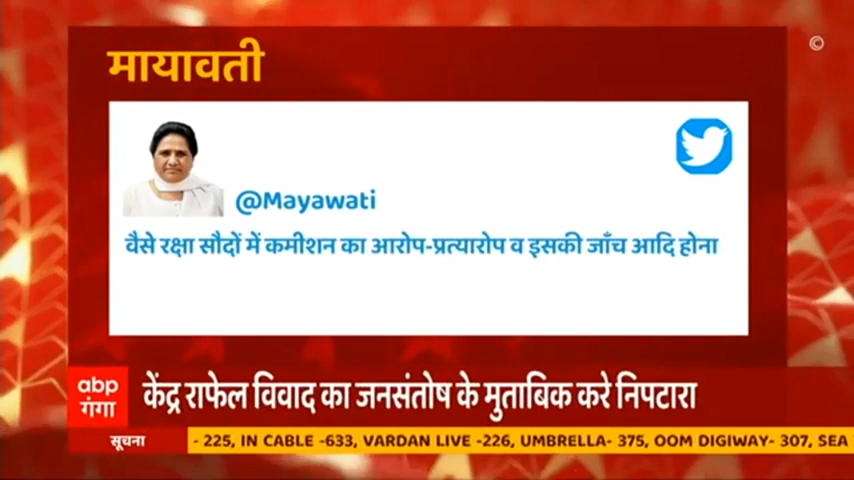 ©
मायावती
@Mayawati
वैसे रक्षा सौदों में कमीशन का आरोप-प्रत्यारोप व इसकी जाँच आदि होना
abp
गंगा
केंद्र राफेल विवाद का जनसंतोष के मुताबिक करे निपटारा
सूचना
- 225, IN CABLE -633, VARDAN LIVE -226, UMBRELLA- 375, OOM DIGIWAY- 307, SEA